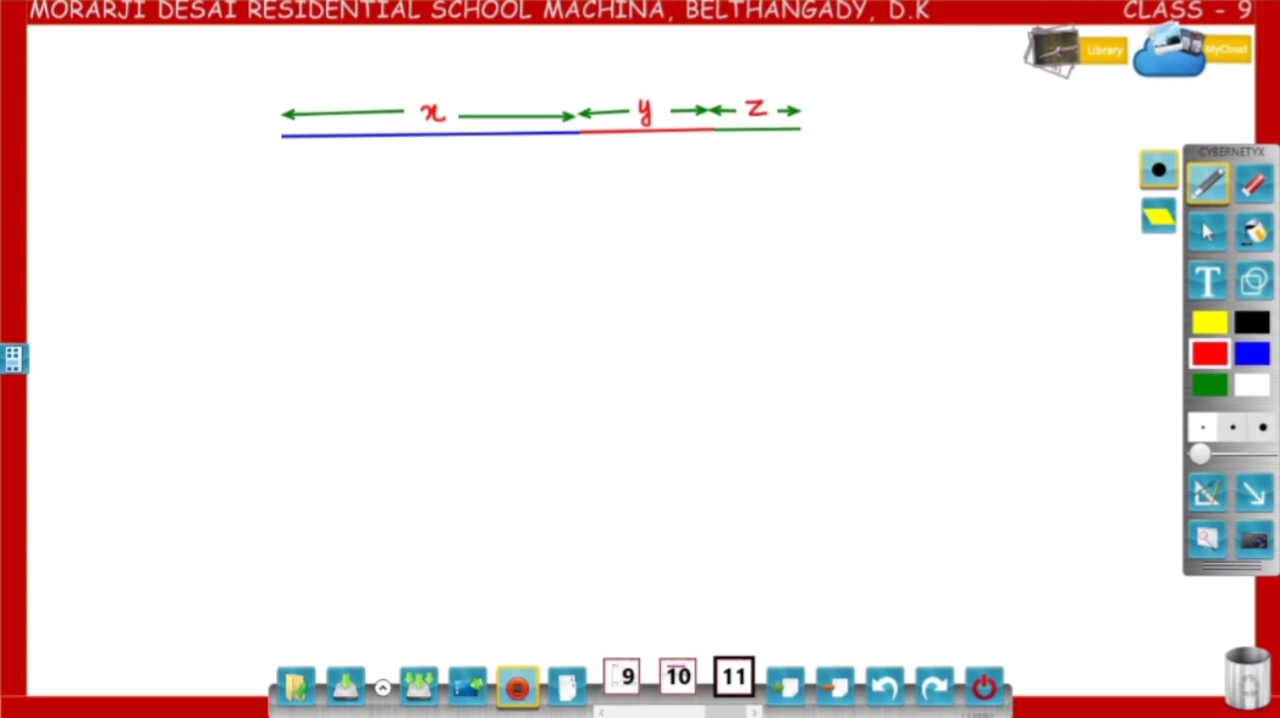 MORARJI DESAI RESIDENTIAL SCHOOL MACHINA, BELTHANGADY, D.K CLASS - 9
Library MyCloud
x y z
CYBERNETYX
T
9 10 11